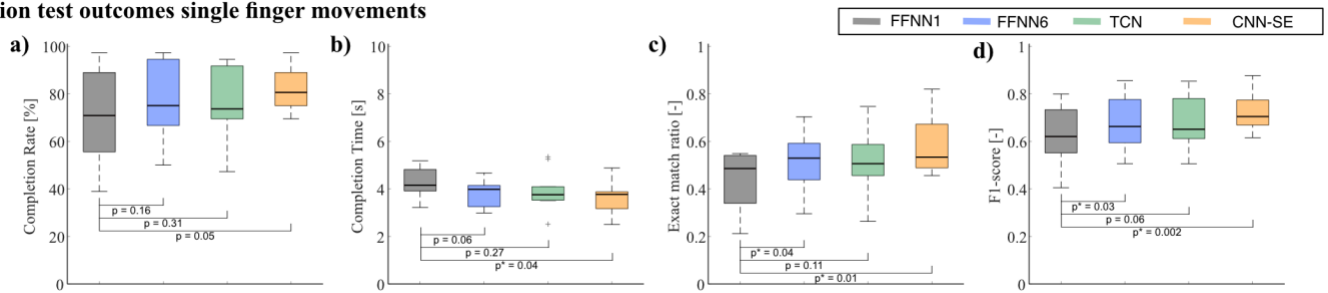 ion test outcomes single finger movements
FFNN1 FFNN6 TCN CNN-SE
a)
100
80
60
40
20
0
Completion Rate [%]
p = 0.16
p = 0.31
p = 0.05
b)
10
8
6
4
2
0
Completion Time [s]
p = 0.06
p = 0.27
p* = 0.04
c)
1
0.8
0.6
0.4
0.2
0
Exact match ratio [-]
p* = 0.04
p = 0.11
p* = 0.01
d)
1
0.8
0.6
0.4
0.2
0
F1-score [-]
p* = 0.03
p = 0.06
p* = 0.002